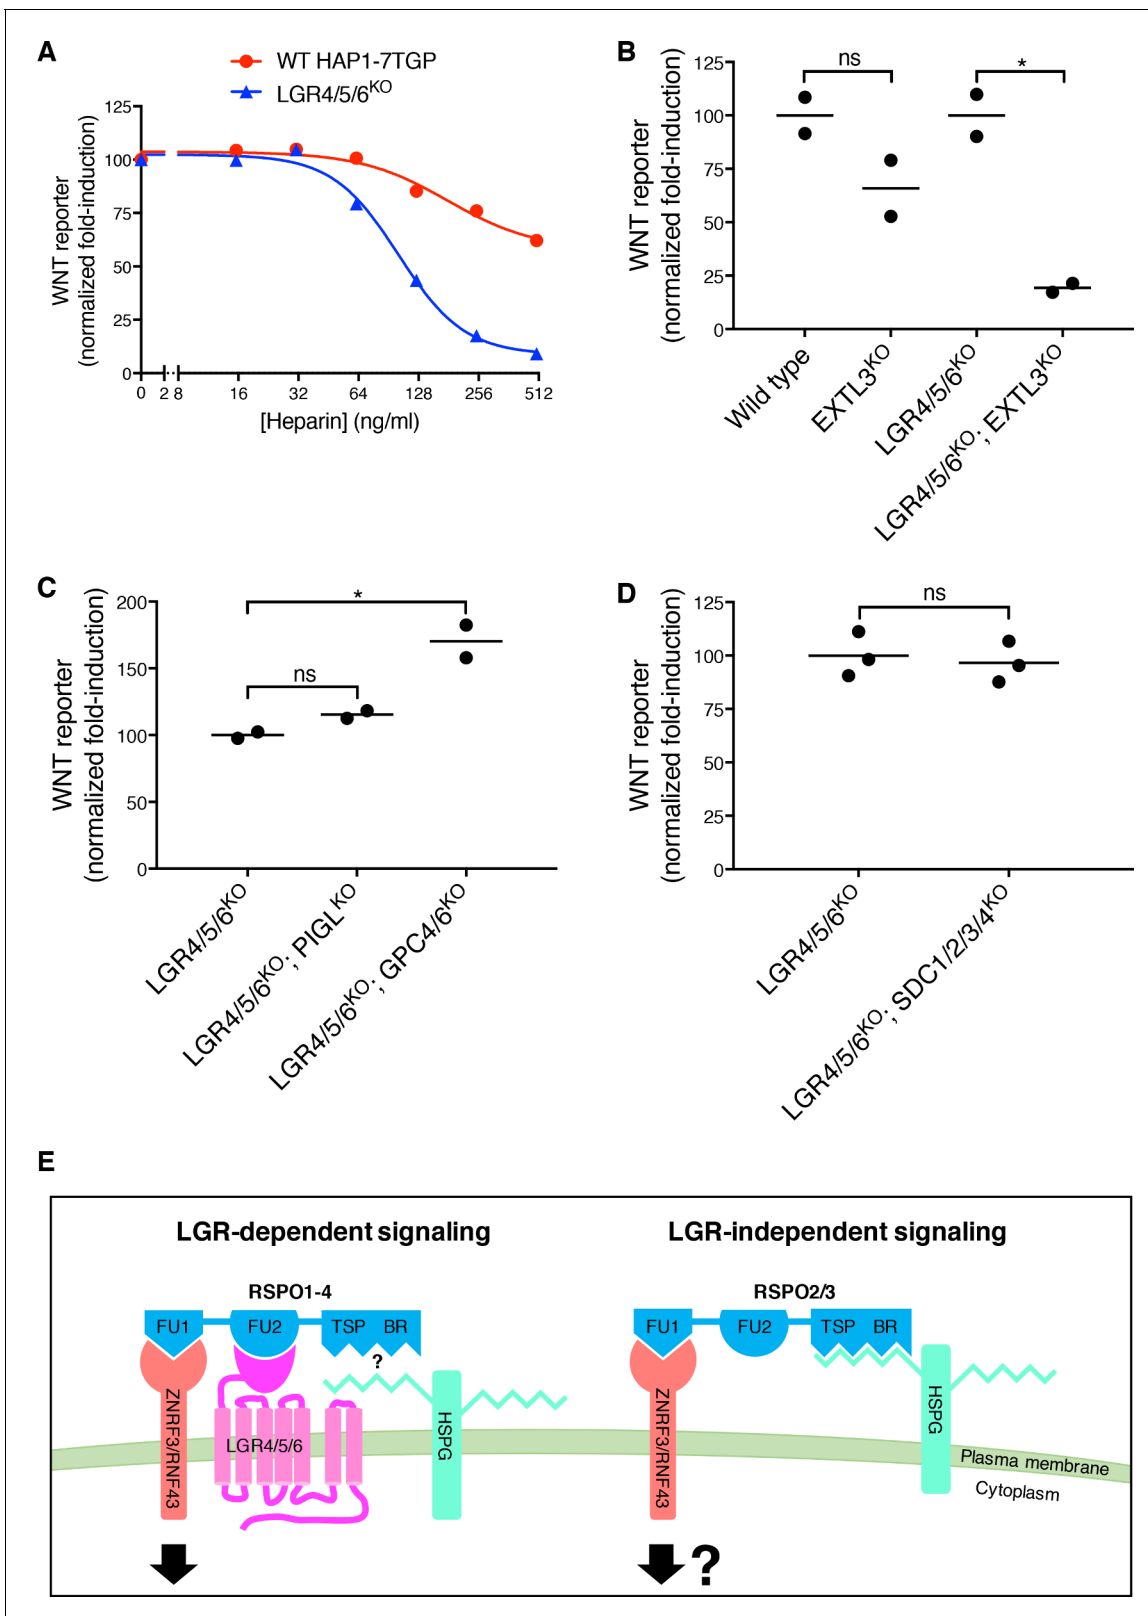 A
WT HAP1-7TGP
LGR4/5/6KO
WNT reporter
(normalized fold-induction)
125
100
75
50
25
0
0 2 8 16 32 64 128 256 512
[Heparin] (ng/ml)
B
WNT reporter
(normalized fold-induction)
125
100
75
50
25
0
ns
*
Wild type
EXTL3KO
LGR4/5/6KO
LGR4/5/6KO; EXTL3KO
C
WNT reporter
(normalized fold-induction)
200
150
100
50
0
*
ns
LGR4/5/6KO
LGR4/5/6KO; PIGLKO
LGR4/5/6KO; GPC4/6KO
D
WNT reporter
(normalized fold-induction)
125
100
75
50
25
0
ns
LGR4/5/6KO
LGR4/5/6KO; SDC1/2/3/4KO
E
LGR-dependent signaling
RSPO1-4
FU1 FU2 TSP BR
?
ZNRF3/RNF43
LGR4/5/6
HSPG
LGR-independent signaling
RSPO2/3
FU1 FU2 TSP BR
ZNRF3/RNF43
HSPG
Plasma membrane
Cytoplasm
?